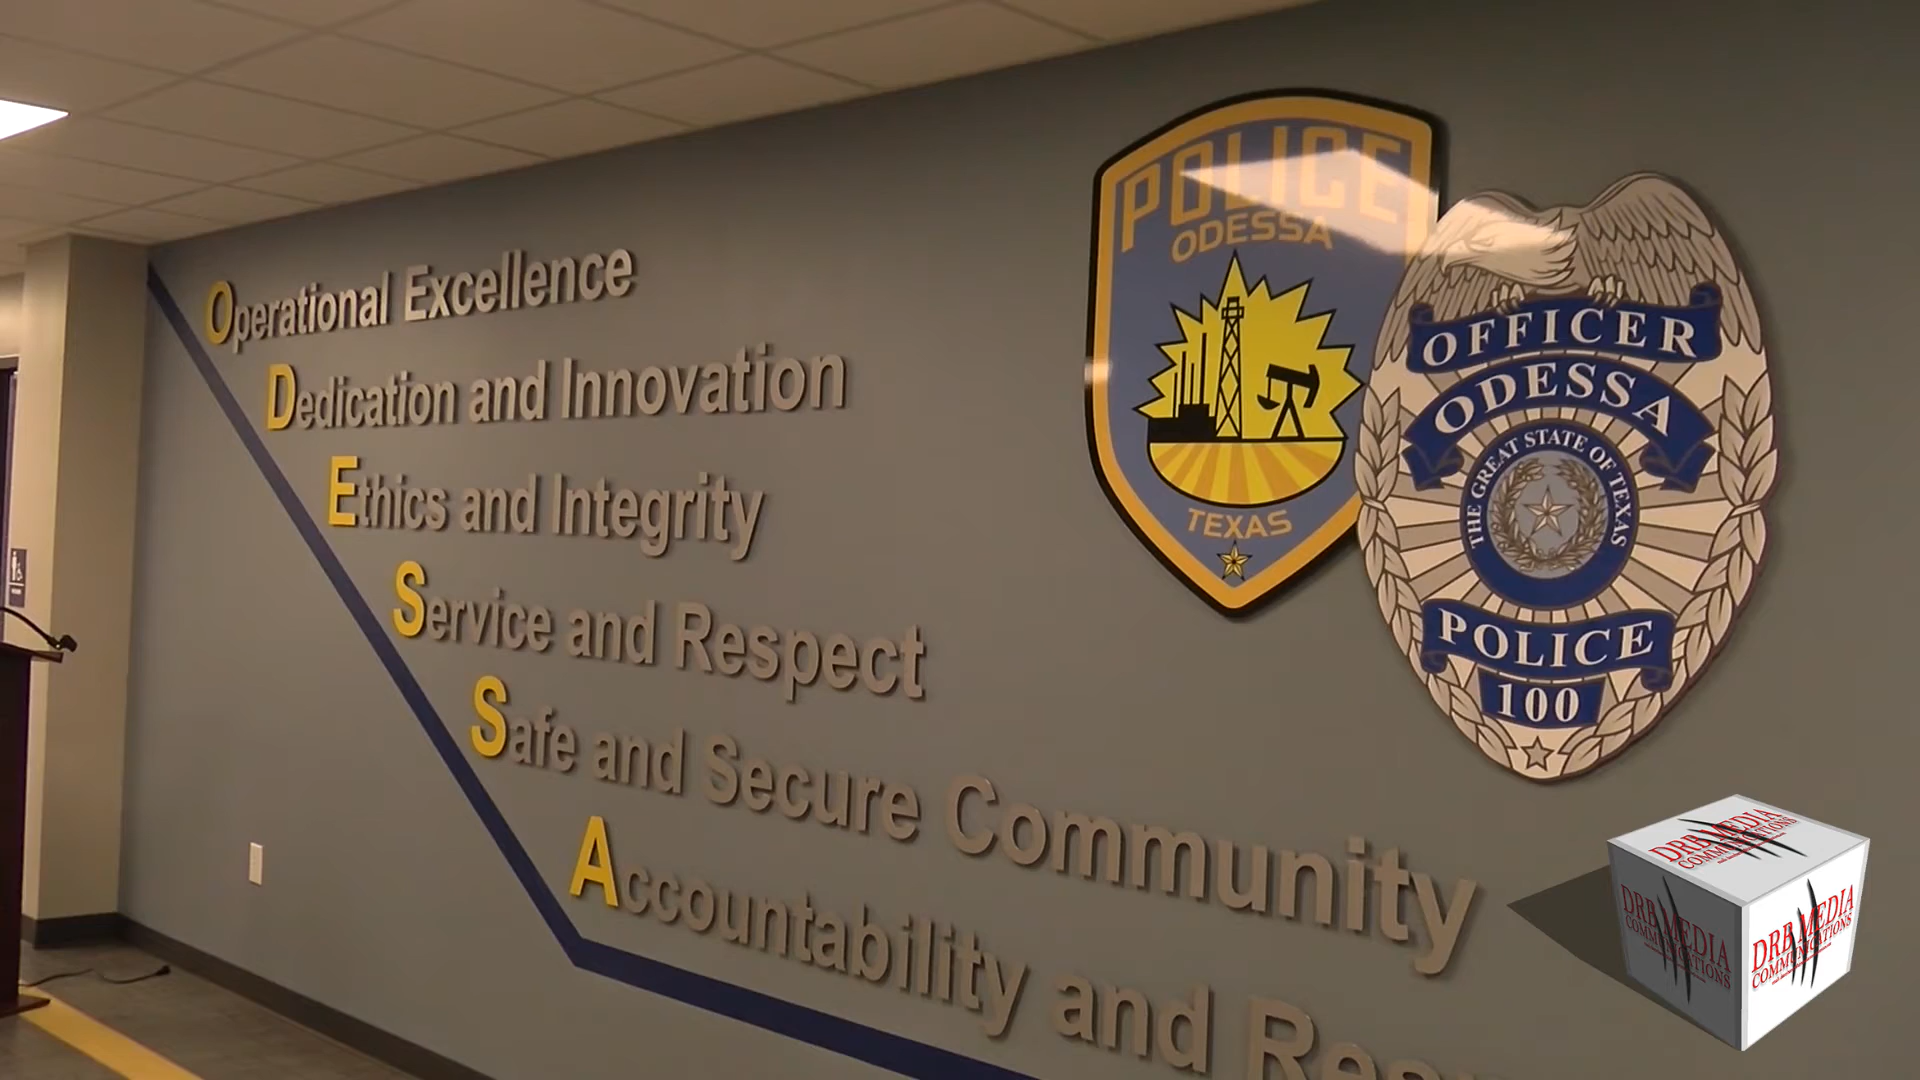 Operational Excellence
Dedication and Innovation
Ethics and Integrity
Service and Respect
Safe and Secure Community
Accountability and
POLICE
ODESSA
TEXAS
OFFICER
ODESSA
THE GREAT STATE OF TEXAS
POLICE
100
DRB MEDIA
COMMUNICATIONS
DRB MEDIA
COMMUNICATIONS
DRB MEDIA
COMMUNICATIONS